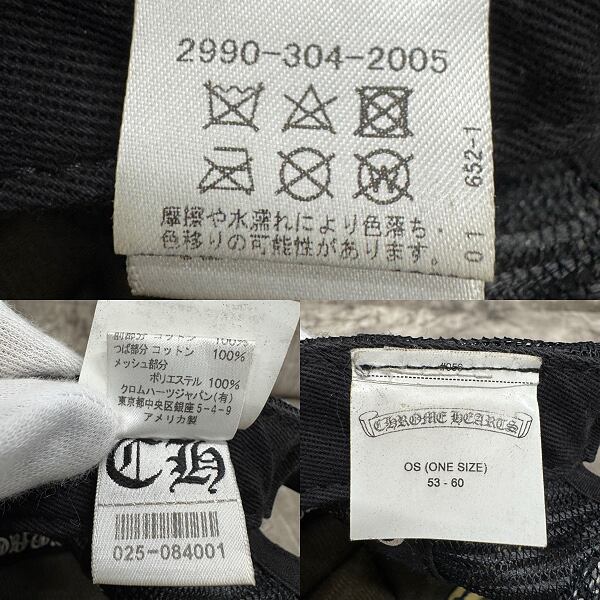 2990-304-2005
W
摩擦や水濡れにより色落ち・
色移りの可能性があります。
01 652-1
前部分 コットン 100%
つば部分 コットン 100%
メッシュ部分
ポリエステル 100%
クロムハーツジャパン(有)
東京都中央区銀座5-4-9
アメリカ製
CH
025-084001
CHROME HEARTS
OS (ONE SIZE)
53 - 60